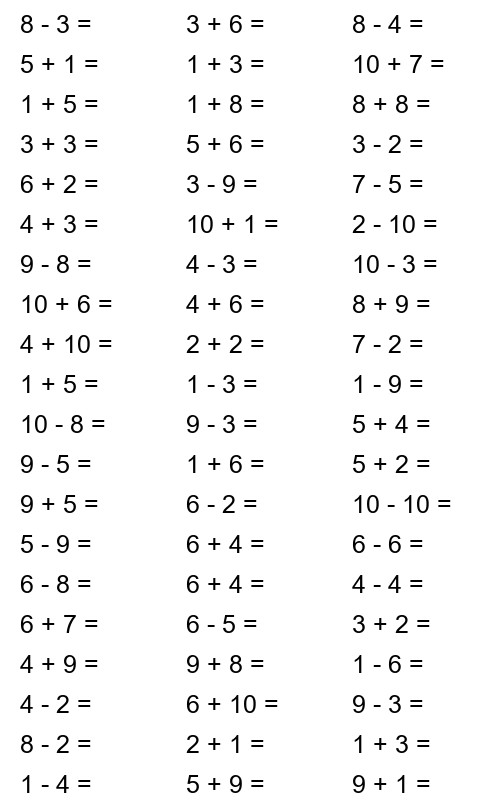 8 - 3 = 3 + 6 = 8 - 4 =
5 + 1 = 1 + 3 = 10 + 7 =
1 + 5 = 1 + 8 = 8 + 8 =
3 + 3 = 5 + 6 = 3 - 2 =
6 + 2 = 3 - 9 = 7 - 5 =
4 + 3 = 10 + 1 = 2 - 10 =
9 - 8 = 4 - 3 = 10 - 3 =
10 + 6 = 4 + 6 = 8 + 9 =
4 + 10 = 2 + 2 = 7 - 2 =
1 + 5 = 1 - 3 = 1 - 9 =
10 - 8 = 9 - 3 = 5 + 4 =
9 - 5 = 1 + 6 = 5 + 2 =
9 + 5 = 6 - 2 = 10 - 10 =
5 - 9 = 6 + 4 = 6 - 6 =
6 - 8 = 6 + 4 = 4 - 4 =
6 + 7 = 6 - 5 = 3 + 2 =
4 + 9 = 9 + 8 = 1 - 6 =
4 - 2 = 6 + 10 = 9 - 3 =
8 - 2 = 2 + 1 = 1 + 3 =
1 - 4 = 5 + 9 = 9 + 1 =